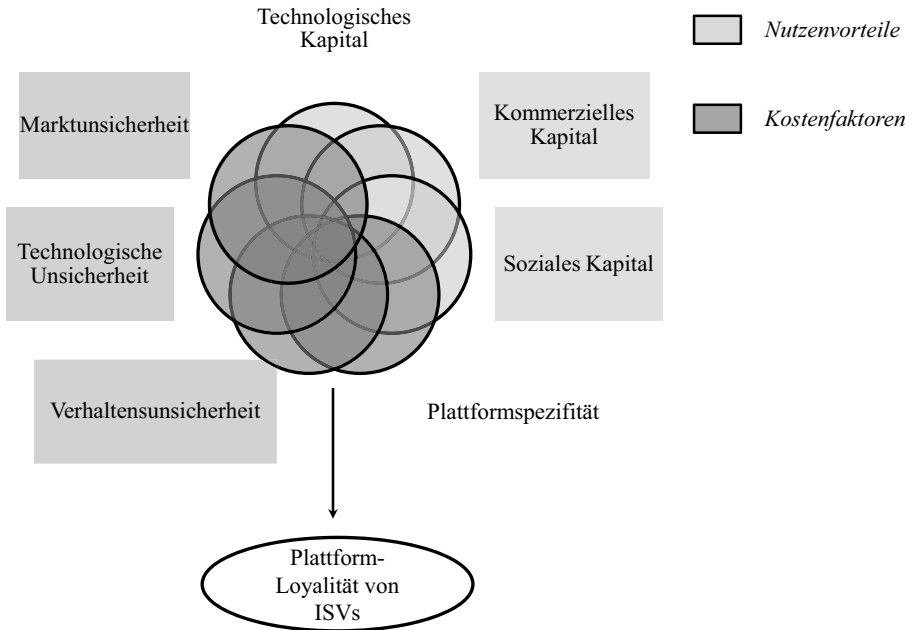 Technologisches
Kapital
Nutzenvorteile
Marktunsicherheit
Kommerzielles
Kapital
Kostenfaktoren
Technologische
Unsicherheit
Soziales Kapital
Verhaltensunsicherheit
Plattformspezifität
Plattform-
Loyalität von
ISVs